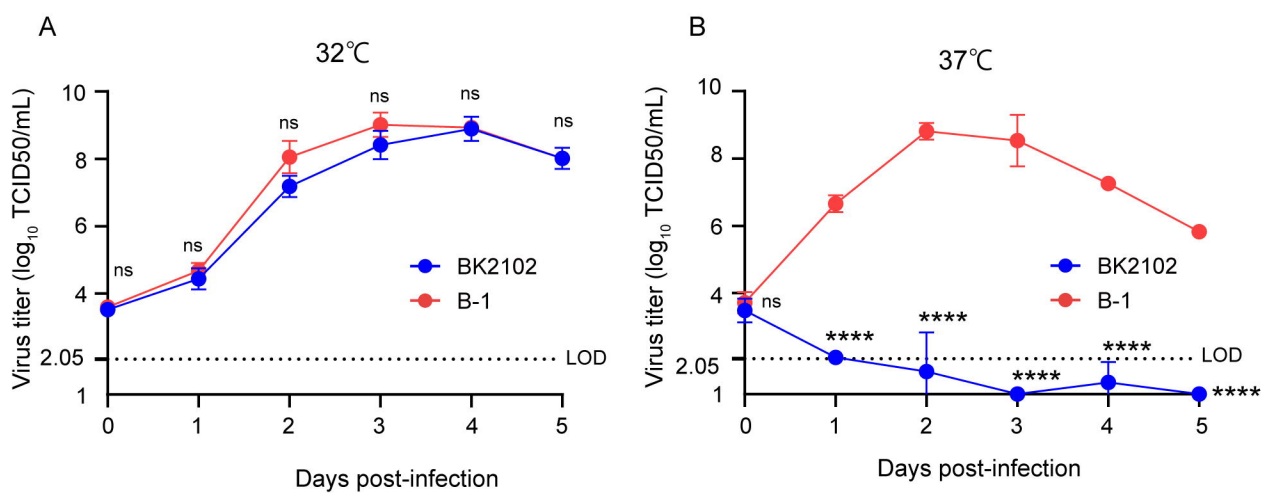 A
32℃
Virus titer (log10 TCID50/mL)
10
8
6
4
2.05
1
ns
ns
ns
ns
ns
ns
BK2102
B-1
LOD
0 1 2 3 4 5
Days post-infection
B
37℃
Virus titer (log10 TCID50/mL)
10
8
6
4
2.05
1
ns
****
****
****
****
****
BK2102
B-1
LOD
0 1 2 3 4 5
Days post-infection